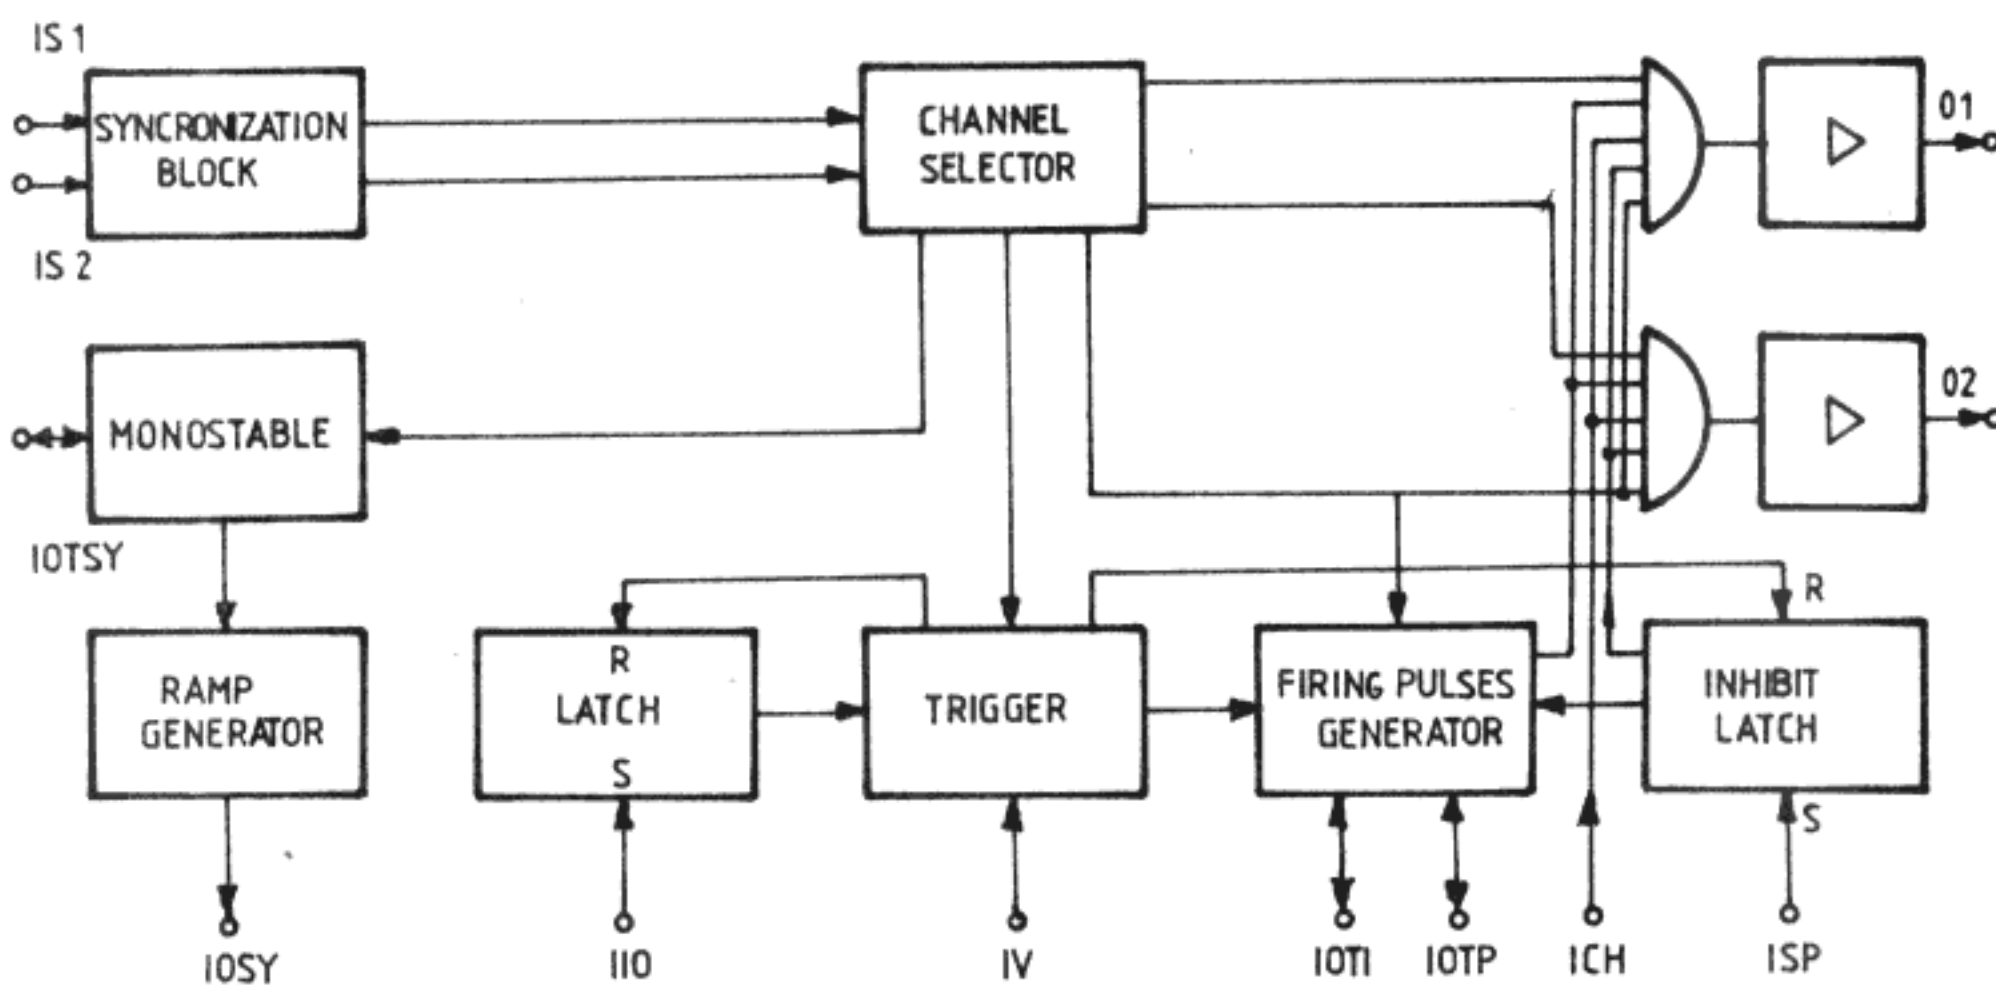 IS 1
SYNCRONIZATION
BLOCK
IS 2
CHANNEL
SELECTOR
01
02
MONOSTABLE
IOTSY
RAMP
GENERATOR
R
LATCH
S
TRIGGER
FIRING PULSES
GENERATOR
R
INHIBIT
LATCH
S
IOSY
IIO
IV
IOTI
IOTP
ICH
ISP